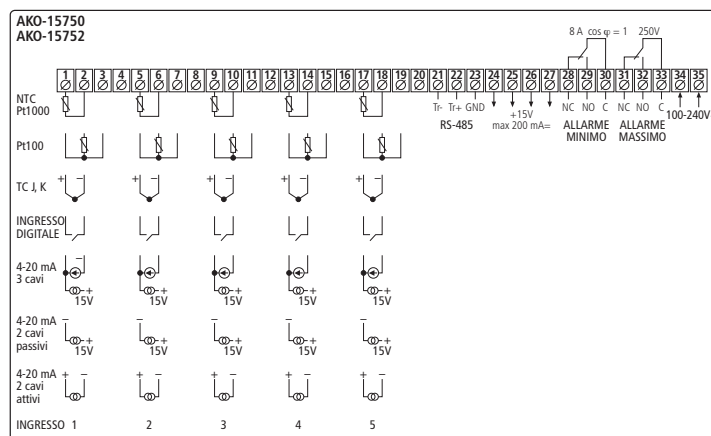 AKO-15750
AKO-15752
8 A cos φ = 1 250V
1 2 3 4 5 6 7 8 9 10 11 12 13 14 15 16 17 18 19 20 21 22 23 24 25 26 27 28 29 30 31 32 33 34 35
NTC
Pt1000
Tr- Tr+ GND
+15V
max 200 mA=
RS-485
NC NO C NC NO C
ALLARME
MINIMO
ALLARME
MASSIMO
100-240V
Pt100
TC J, K
+ − + − + − + − + −
INGRESSO
DIGITALE
4-20 mA
3 cavi
− 
+ + + + +
15V 15V 15V 15V 15V
4-20 mA
2 cavi
passivi
− − − − −
+ + + + +
15V 15V 15V 15V 15V
4-20 mA
2 cavi
attivi
+ − + − + − + − + −
INGRESSO 1 2 3 4 5